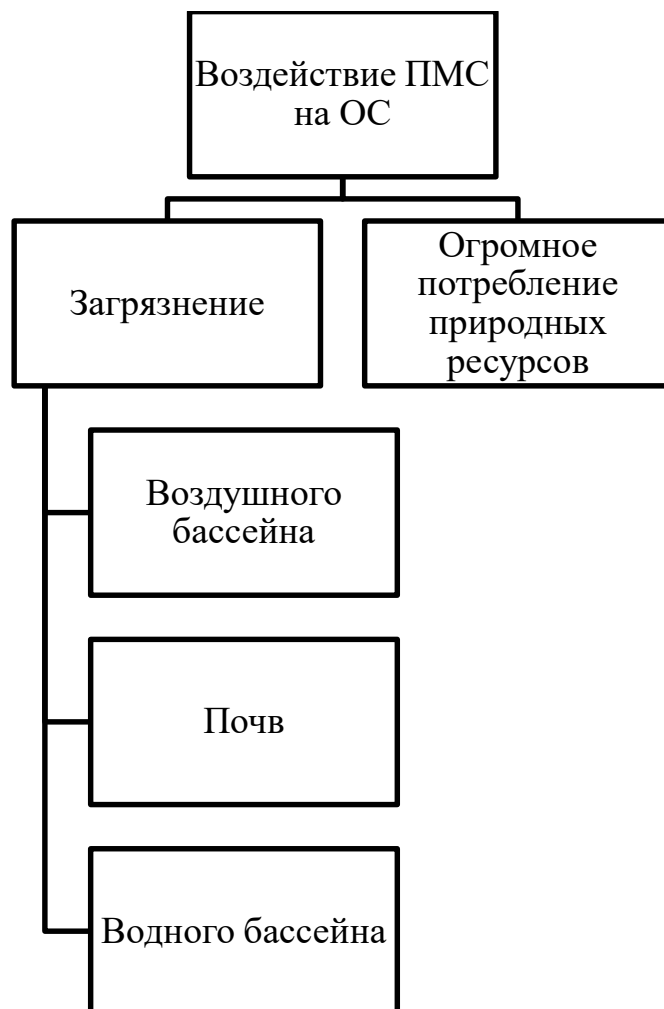 Воздействие ПМС
на ОС
Загрязнение
Огромное
потребление
природных
ресурсов
Воздушного
бассейна
Почв
Водного бассейна